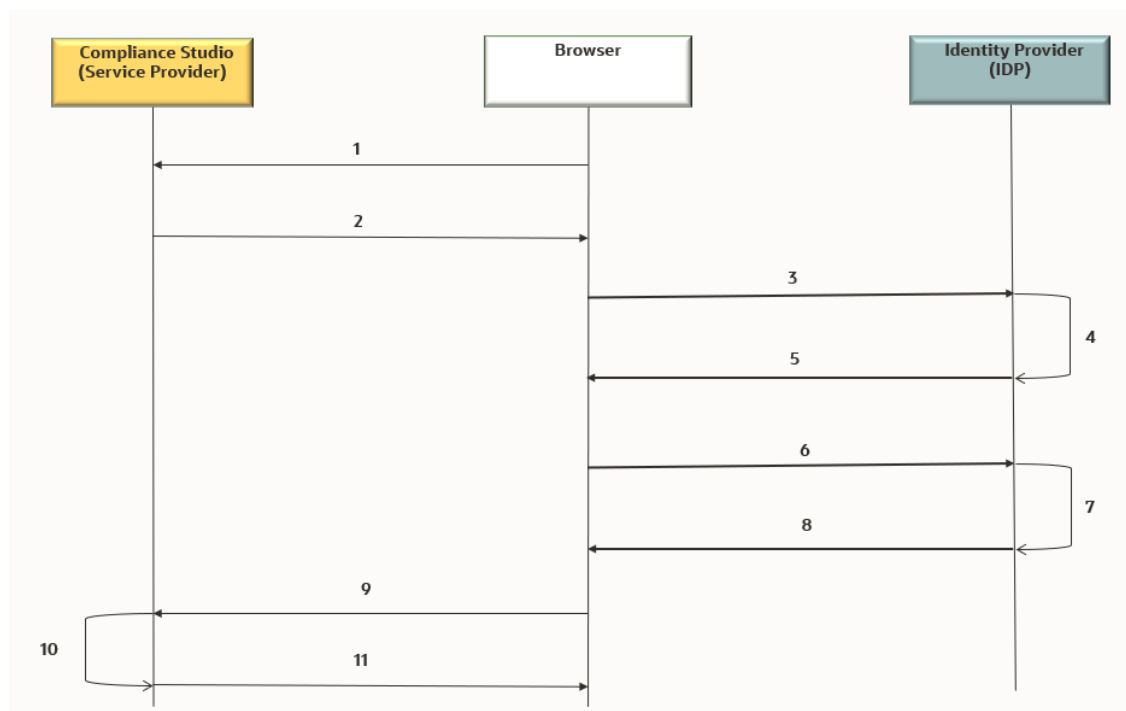 Compliance Studio
(Service Provider)
Browser
Identity Provider
(IDP)
1
2
3
4
5
6
7
8
9
10
11